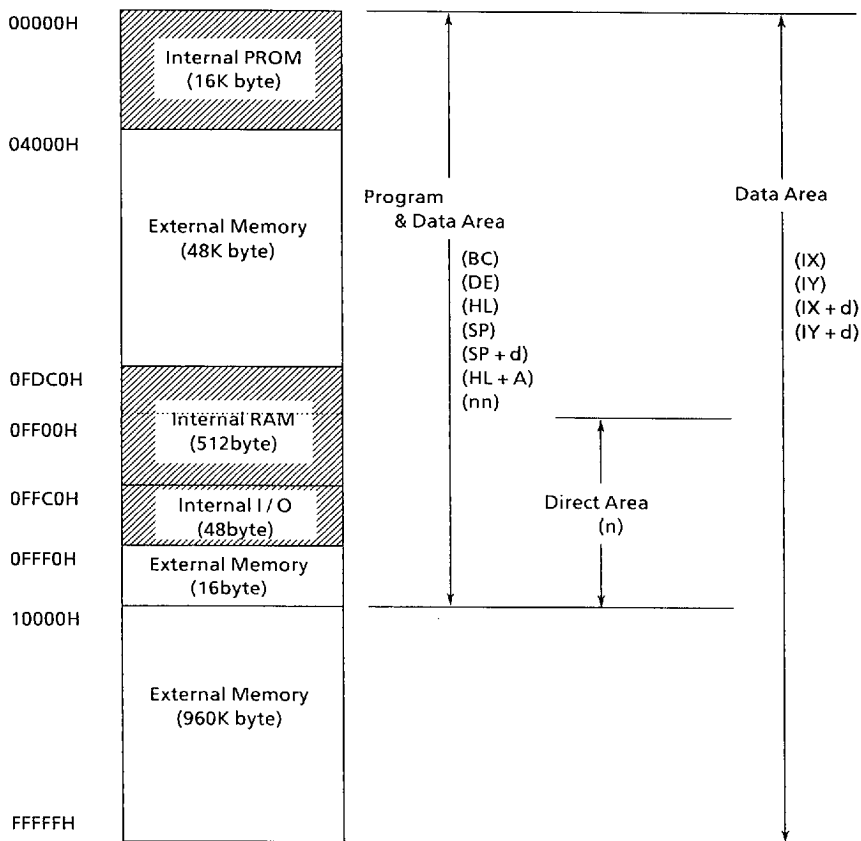 00000H
Internal PROM
(16K byte)
04000H
External Memory
(48K byte)
0FDC0H
Internal RAM
(512byte)
0FF00H
0FFC0H
Internal I / O
(48byte)
0FFF0H
External Memory
(16byte)
10000H
External Memory
(960K byte)
FFFFFH
Program
& Data Area
(BC)
(DE)
(HL)
(SP)
(SP + d)
(HL + A)
(nn)
Direct Area
(n)
Data Area
(IX)
(IY)
(IX + d)
(IY + d)